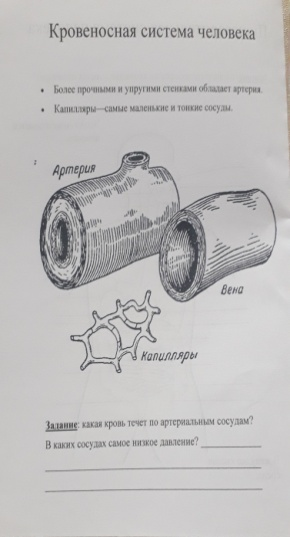 Кровеносная система человека
• Более прочными и упругими стенками обладает артерия.
• Капилляры—самые маленькие и тонкие сосуды.
2
Артерия
Вена
Капилляры
Задание: какая кровь течет по артериальным сосудам?
В каких сосудах самое низкое давление?